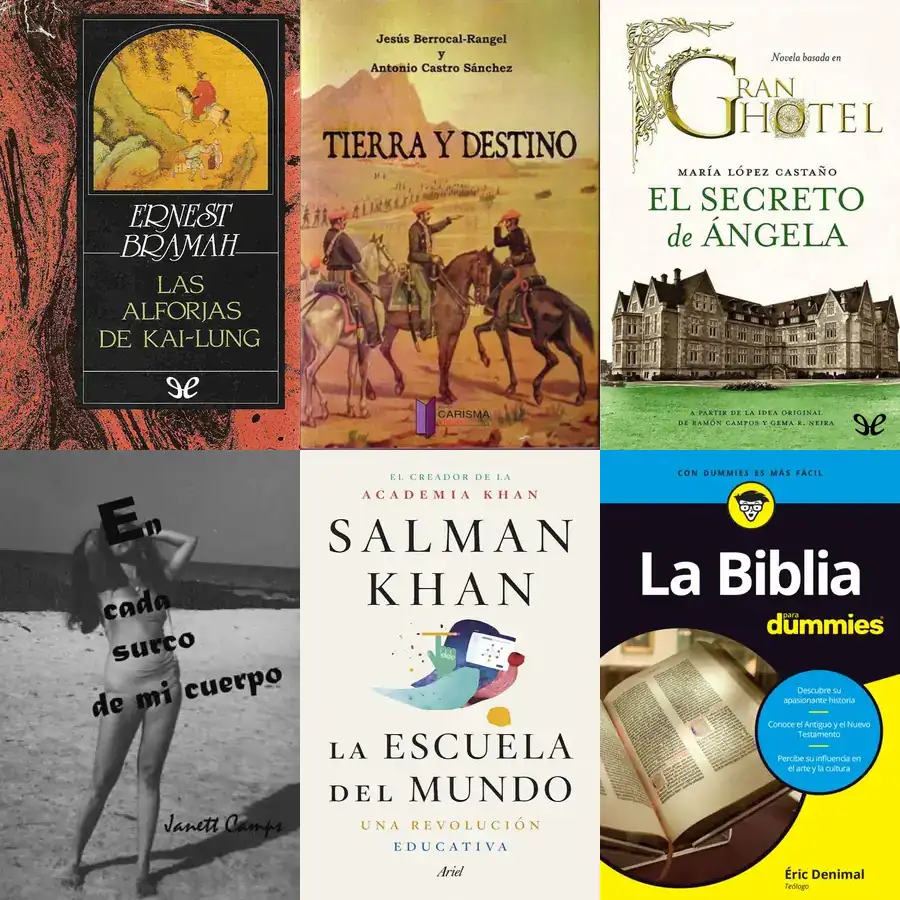 ERNEST
BRAMAH
LAS
ALFORJAS
DE KAI-LUNG
Jesús Berrocal-Rangel
y
Antonio Castro Sánchez
TIERRA Y DESTINO
CARISMA
Novela basada en
GRAN
HOTEL
MARÍA LÓPEZ CASTAÑO
EL SECRETO
de ÁNGELA
A PARTIR DE LA IDEA ORIGINAL
DE RAMÓN CAMPOS Y GEMA R. NEIRA
En
cada
surco
de mi cuerpo
Janett Camps
EL CREADOR DE LA
ACADEMIA KHAN
SALMAN
KHAN
LA ESCUELA
DEL MUNDO
UNA REVOLUCIÓN
EDUCATIVA
Ariel
CON DUMMIES ES MÁS FÁCIL
La Biblia
para
dummies
Descubre su
apasionante historia
Conoce el Antiguo y el Nuevo
Testamento
Percibe su influencia en
el arte y la cultura
Éric Denimal
Teólogo